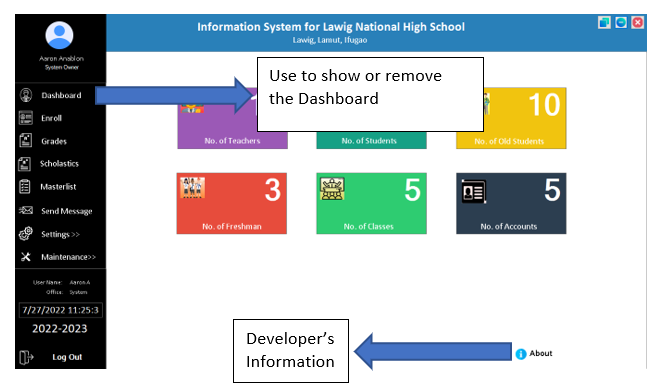 Information System for Lawig National High School
Lawig, Lamut, Ifugao
Aaron Anablon
System Owner
Dashboard
Enroll
Grades
Scholastics
Masterlist
Send Message
Settings >>
Maintenance>>
User Name: Aaron A
Office: System
7/27/2022 11:25:3
2022-2023
Log Out
Use to show or remove
the Dashboard
No. of Teachers
No. of Students
10
No. of Old Students
3
No. of Freshman
5
No. of Classes
5
No. of Accounts
Developer's
Information
About